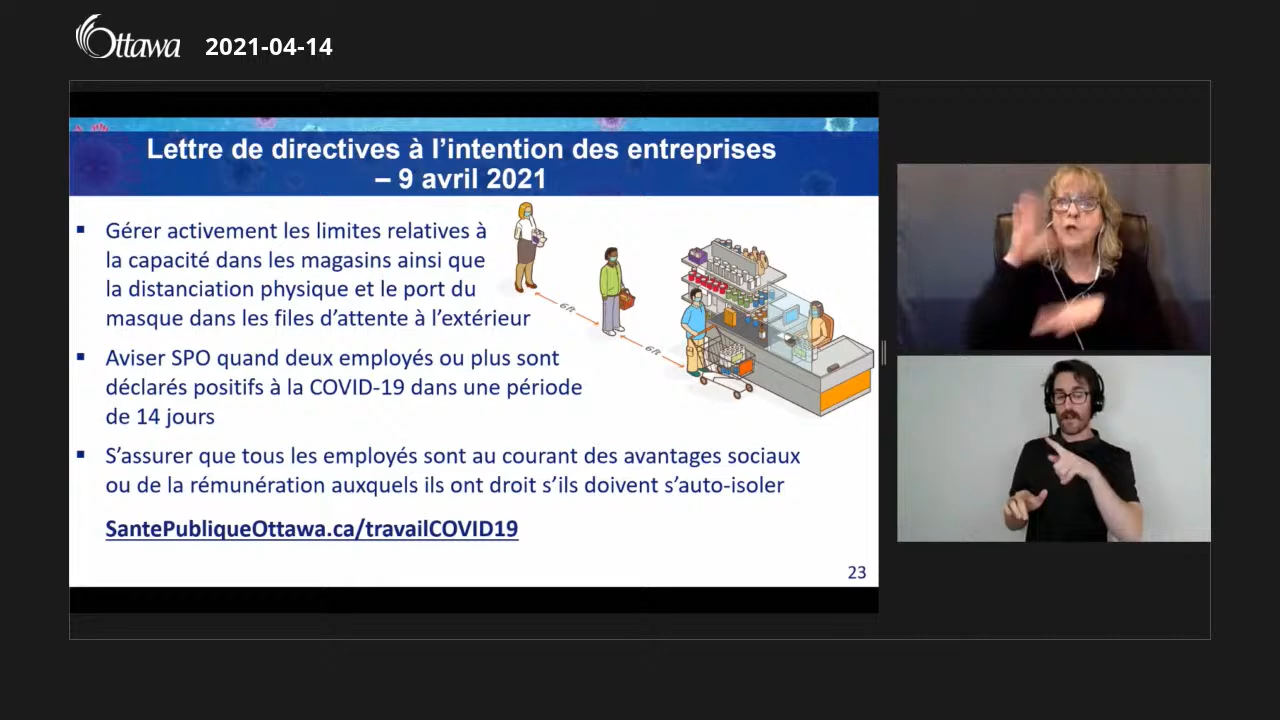 Ottawa 2021-04-14
Lettre de directives à l’intention des entreprises
– 9 avril 2021
▪ Gérer activement les limites relatives à
la capacité dans les magasins ainsi que
la distanciation physique et le port du
masque dans les files d’attente à l’extérieur
6ft
6ft
▪ Aviser SPO quand deux employés ou plus sont
déclarés positifs à la COVID-19 dans une période
de 14 jours
▪ S’assurer que tous les employés sont au courant des avantages sociaux
ou de la rémunération auxquels ils ont droit s’ils doivent s’auto-isoler
SantePubliqueOttawa.ca/travailCOVID19
23